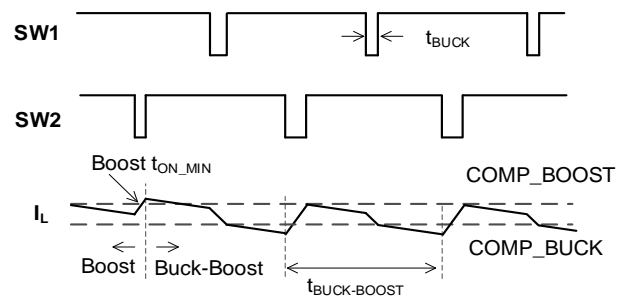 SW1
tBUCK
SW2
Boost tON_MIN
COMP_BOOST
IL
COMP_BUCK
Boost
Buck-Boost
tBUCK-BOOST